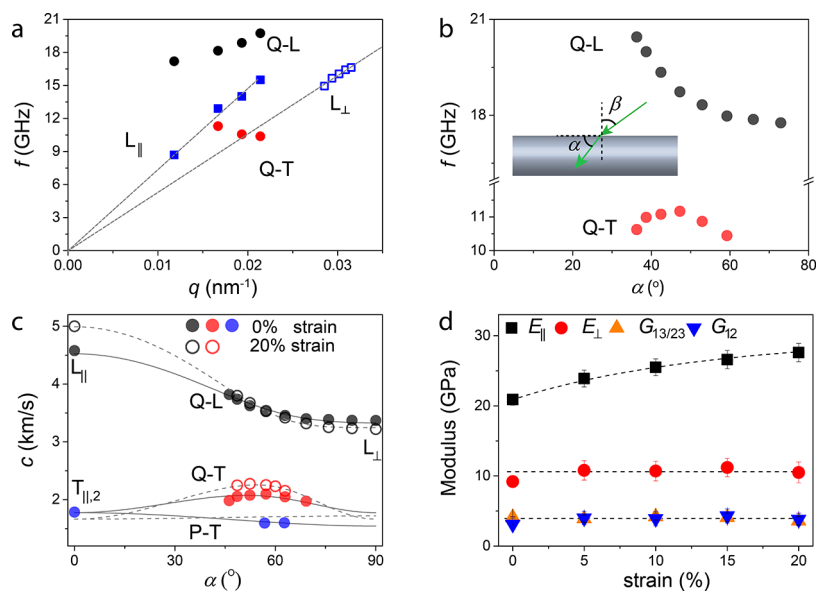 a
21
18
15
12
9
6
3
0
f (GHz)
0.00
0.01
0.02
0.03
q (nm⁻¹)
Q-L
L∥
L⊥
Q-T
b
21
18
11
10
f (GHz)
0
20
40
60
80
α (°)
Q-L
β
α
Q-T
c
5
4
3
2
c (km/s)
0
30
60
90
α (°)
0% strain
20% strain
L∥
Q-L
L⊥
Q-T
T∥,2
P-T
d
30
20
10
0
Modulus (GPa)
0
5
10
15
20
strain (%)
E∥ E⊥ G13/23 G12